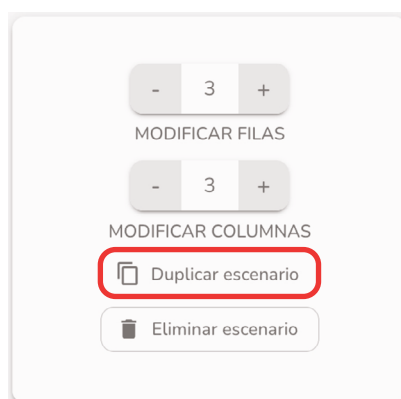 - 3 +
MODIFICAR FILAS
- 3 +
MODIFICAR COLUMNAS
Duplicar escenario
Eliminar escenario